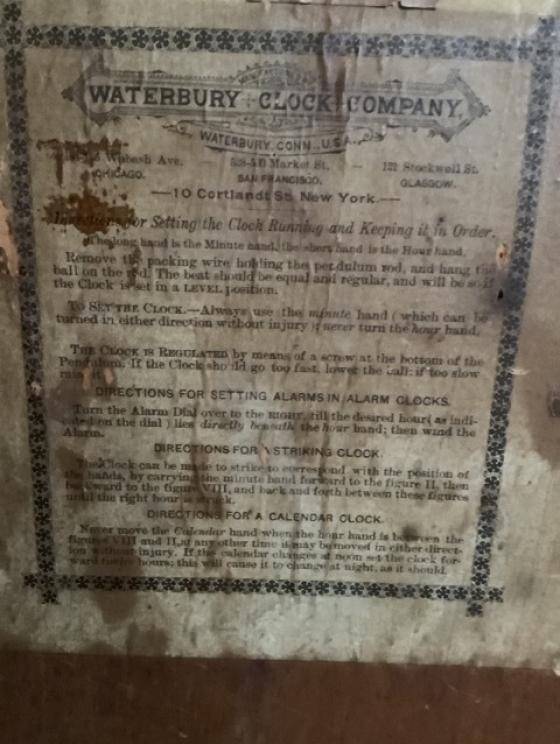 MANUFACTURED
WATERBURY CLOCK COMPANY,
WATERBURY, CONN., U.S.A.,
Wabash Ave. Market St. 122 Stockwell St.
CHICAGO. SAN FRANCISCO. GLASGOW.
—10 Cortlandt St. New York.—
Directions for Setting the Clock Running and Keeping it in Order.
The long hand is the Minute hand, the short hand is the Hour hand.
Remove the packing wire holding the pendulum rod, and hang the
ball on the rod. The beat should be equal and regular, and will be so if
the Clock is set in a LEVEL position.
TO SET THE CLOCK.—Always use the minute hand (which can be
turned in either direction without injury) never turn the hour hand.
THE CLOCK IS REGULATED by means of a screw at the bottom of the
Pendulum. If the Clock should go too fast, lower the ball: if too slow
DIRECTIONS FOR SETTING ALARMS IN ALARM CLOCKS.
Turn the Alarm Dial over to the RIGHT, till the desired hour (as indi-
cated on the dial) lies directly beneath the hour hand; then wind the
Alarm.
DIRECTIONS FOR A STRIKING CLOCK.
The Clock can be made to strike to correspond with the position of
the hands, by carrying the minute hand forward to the figure II, then
backward to the figure VIII, and back and forth between these figures
until the right hour is struck.
DIRECTIONS FOR A CALENDAR CLOCK.
Never move the Calendar hand when the hour hand is between the
figures VIII and II, at any other time it may be moved in either direct-
ion without injury. If the calendar changes at noon set the clock for-
ward twelve hours; this will cause it to change at night, as it should.